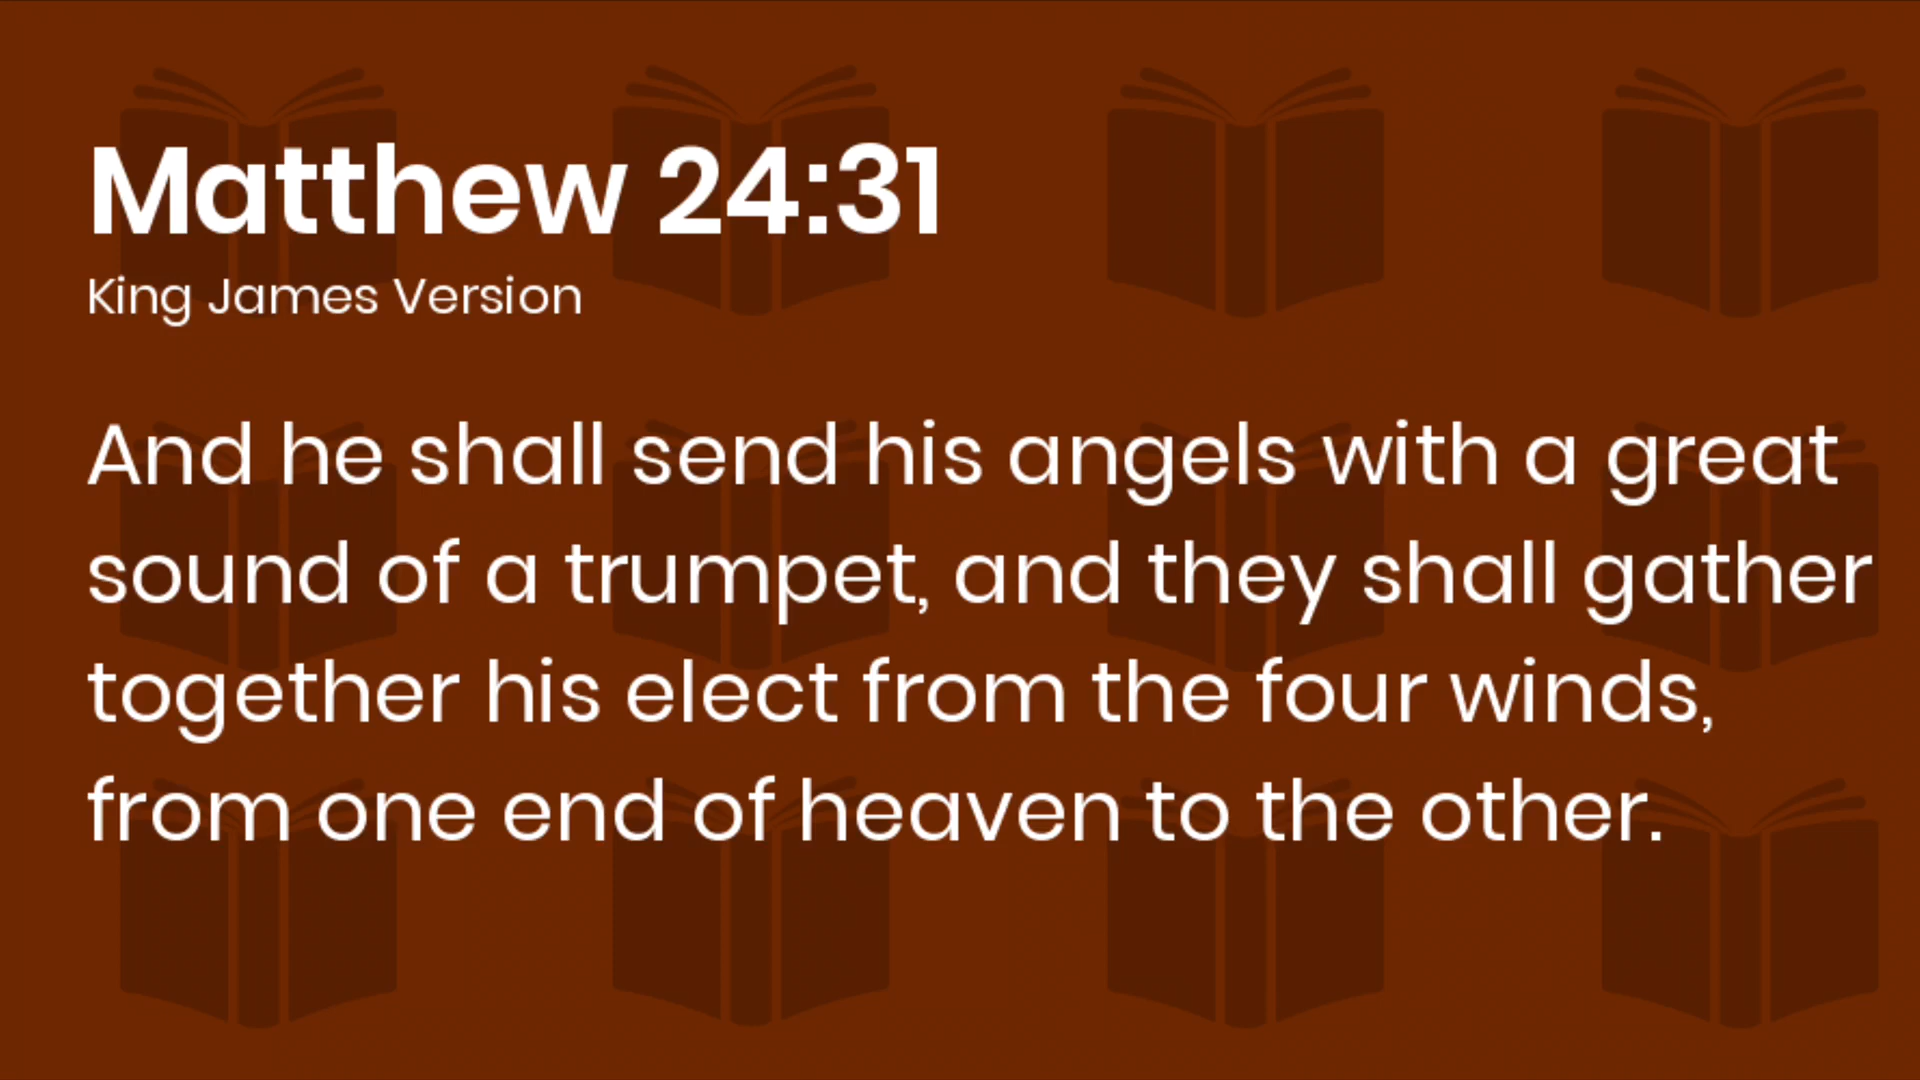 Matthew 24:31
King James Version
And he shall send his angels with a great
sound of a trumpet, and they shall gather
together his elect from the four winds,
from one end of heaven to the other.